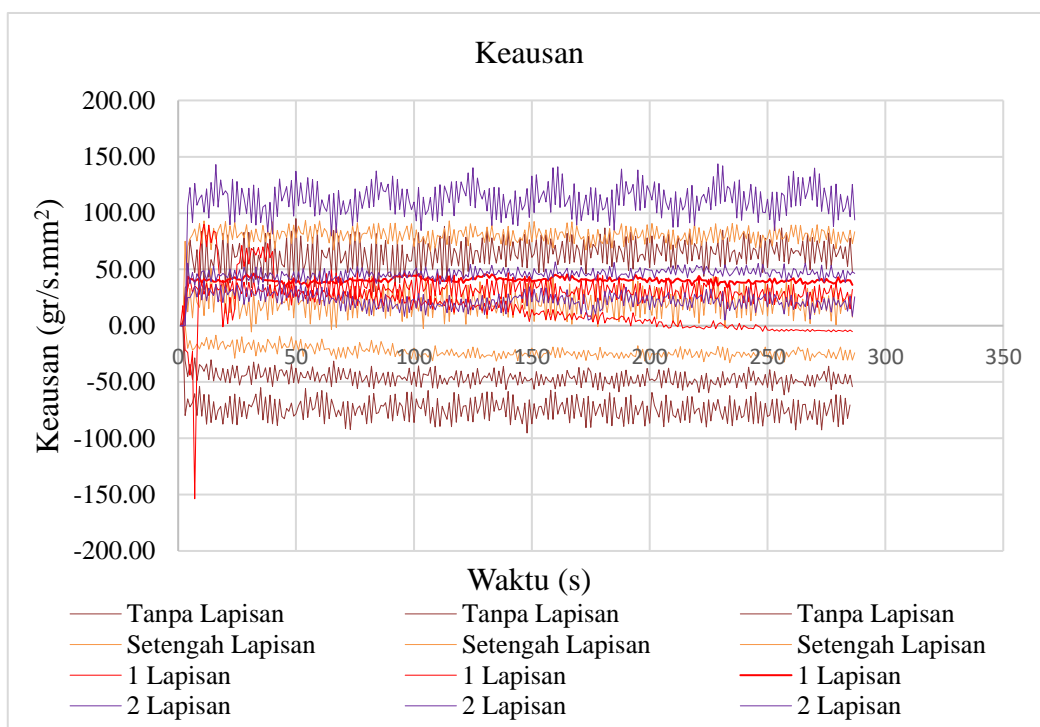 Keausan
200.00
150.00
100.00
50.00
0.00
-50.00
-100.00
-150.00
-200.00
0 50 100 150 200 250 300 350
Keausan (gr/s.mm²)
Waktu (s)
Tanpa Lapisan Tanpa Lapisan Tanpa Lapisan
Setengah Lapisan Setengah Lapisan Setengah Lapisan
1 Lapisan 1 Lapisan 1 Lapisan
2 Lapisan 2 Lapisan 2 Lapisan